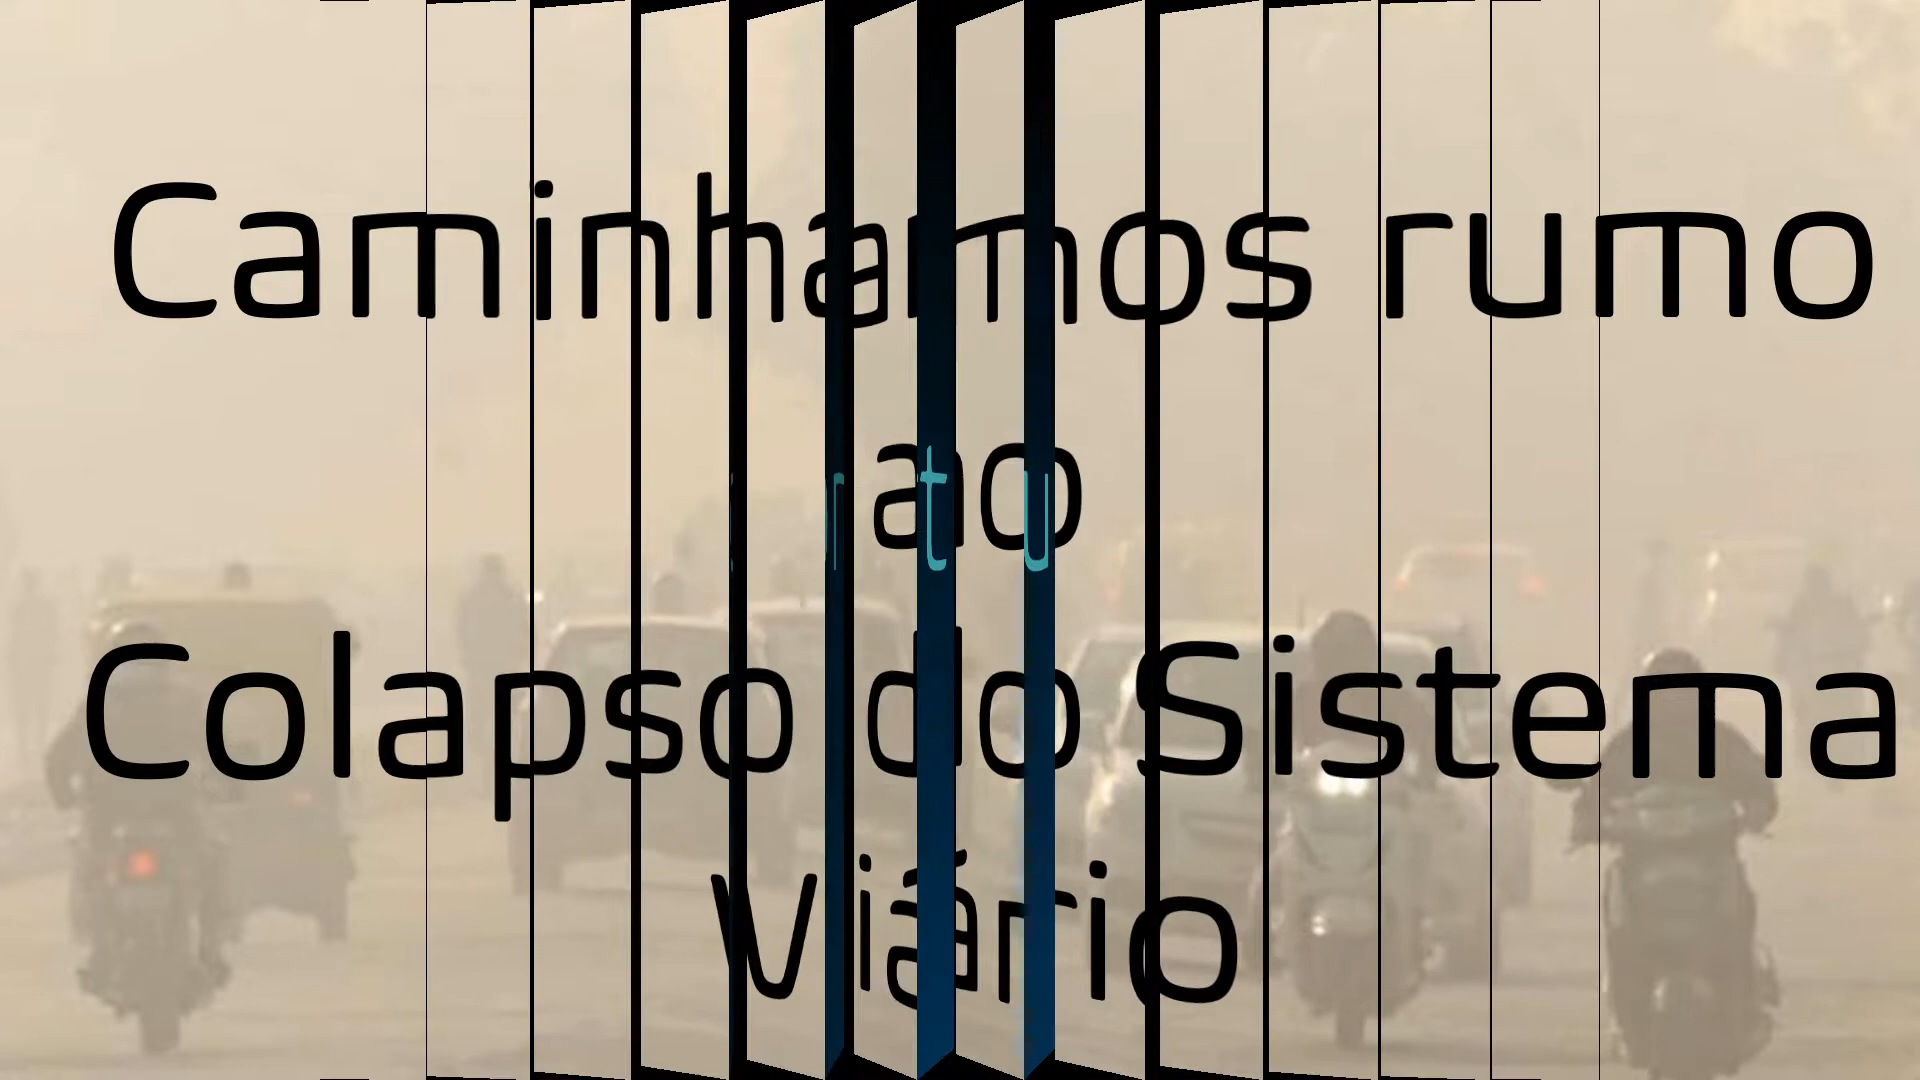 Caminhamos rumo
ao
Colapso do Sistema
Viário